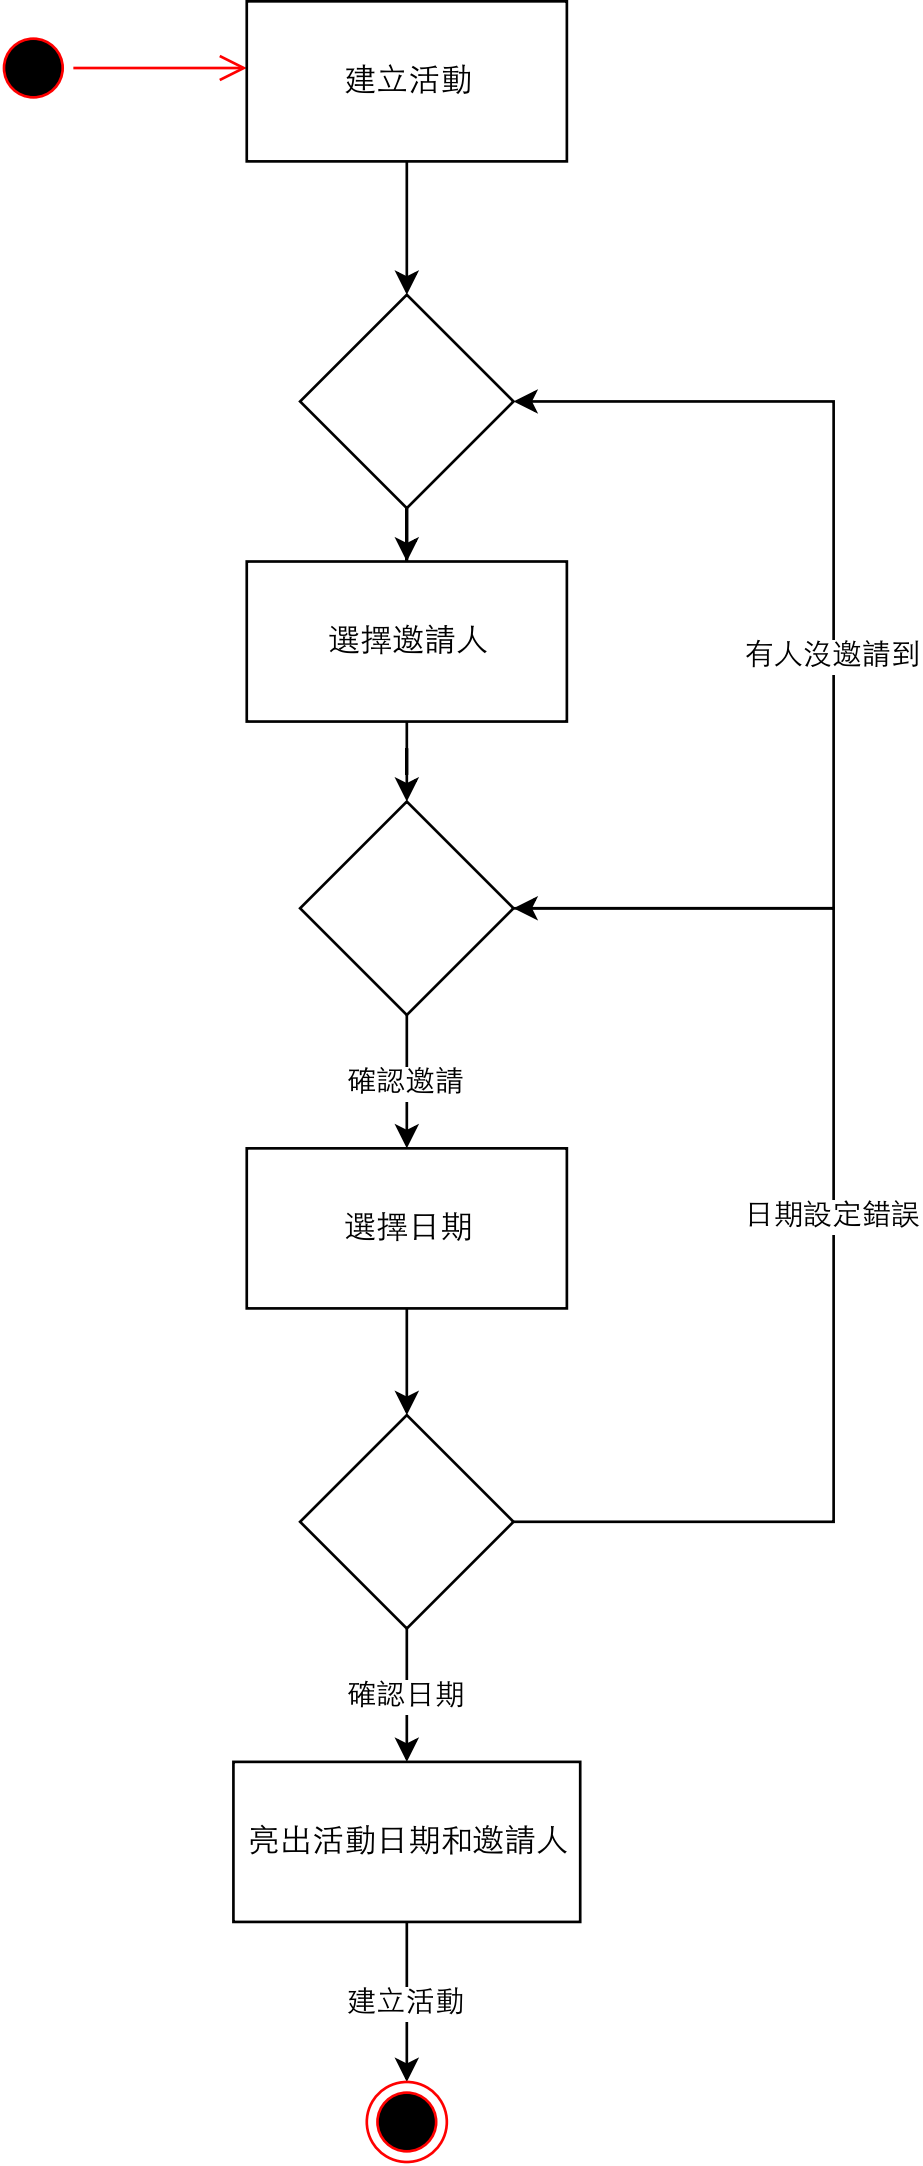 建立活動
選擇邀請人
有人沒邀請到
確認邀請
選擇日期
日期設定錯誤
確認日期
亮出活動日期和邀請人
建立活動